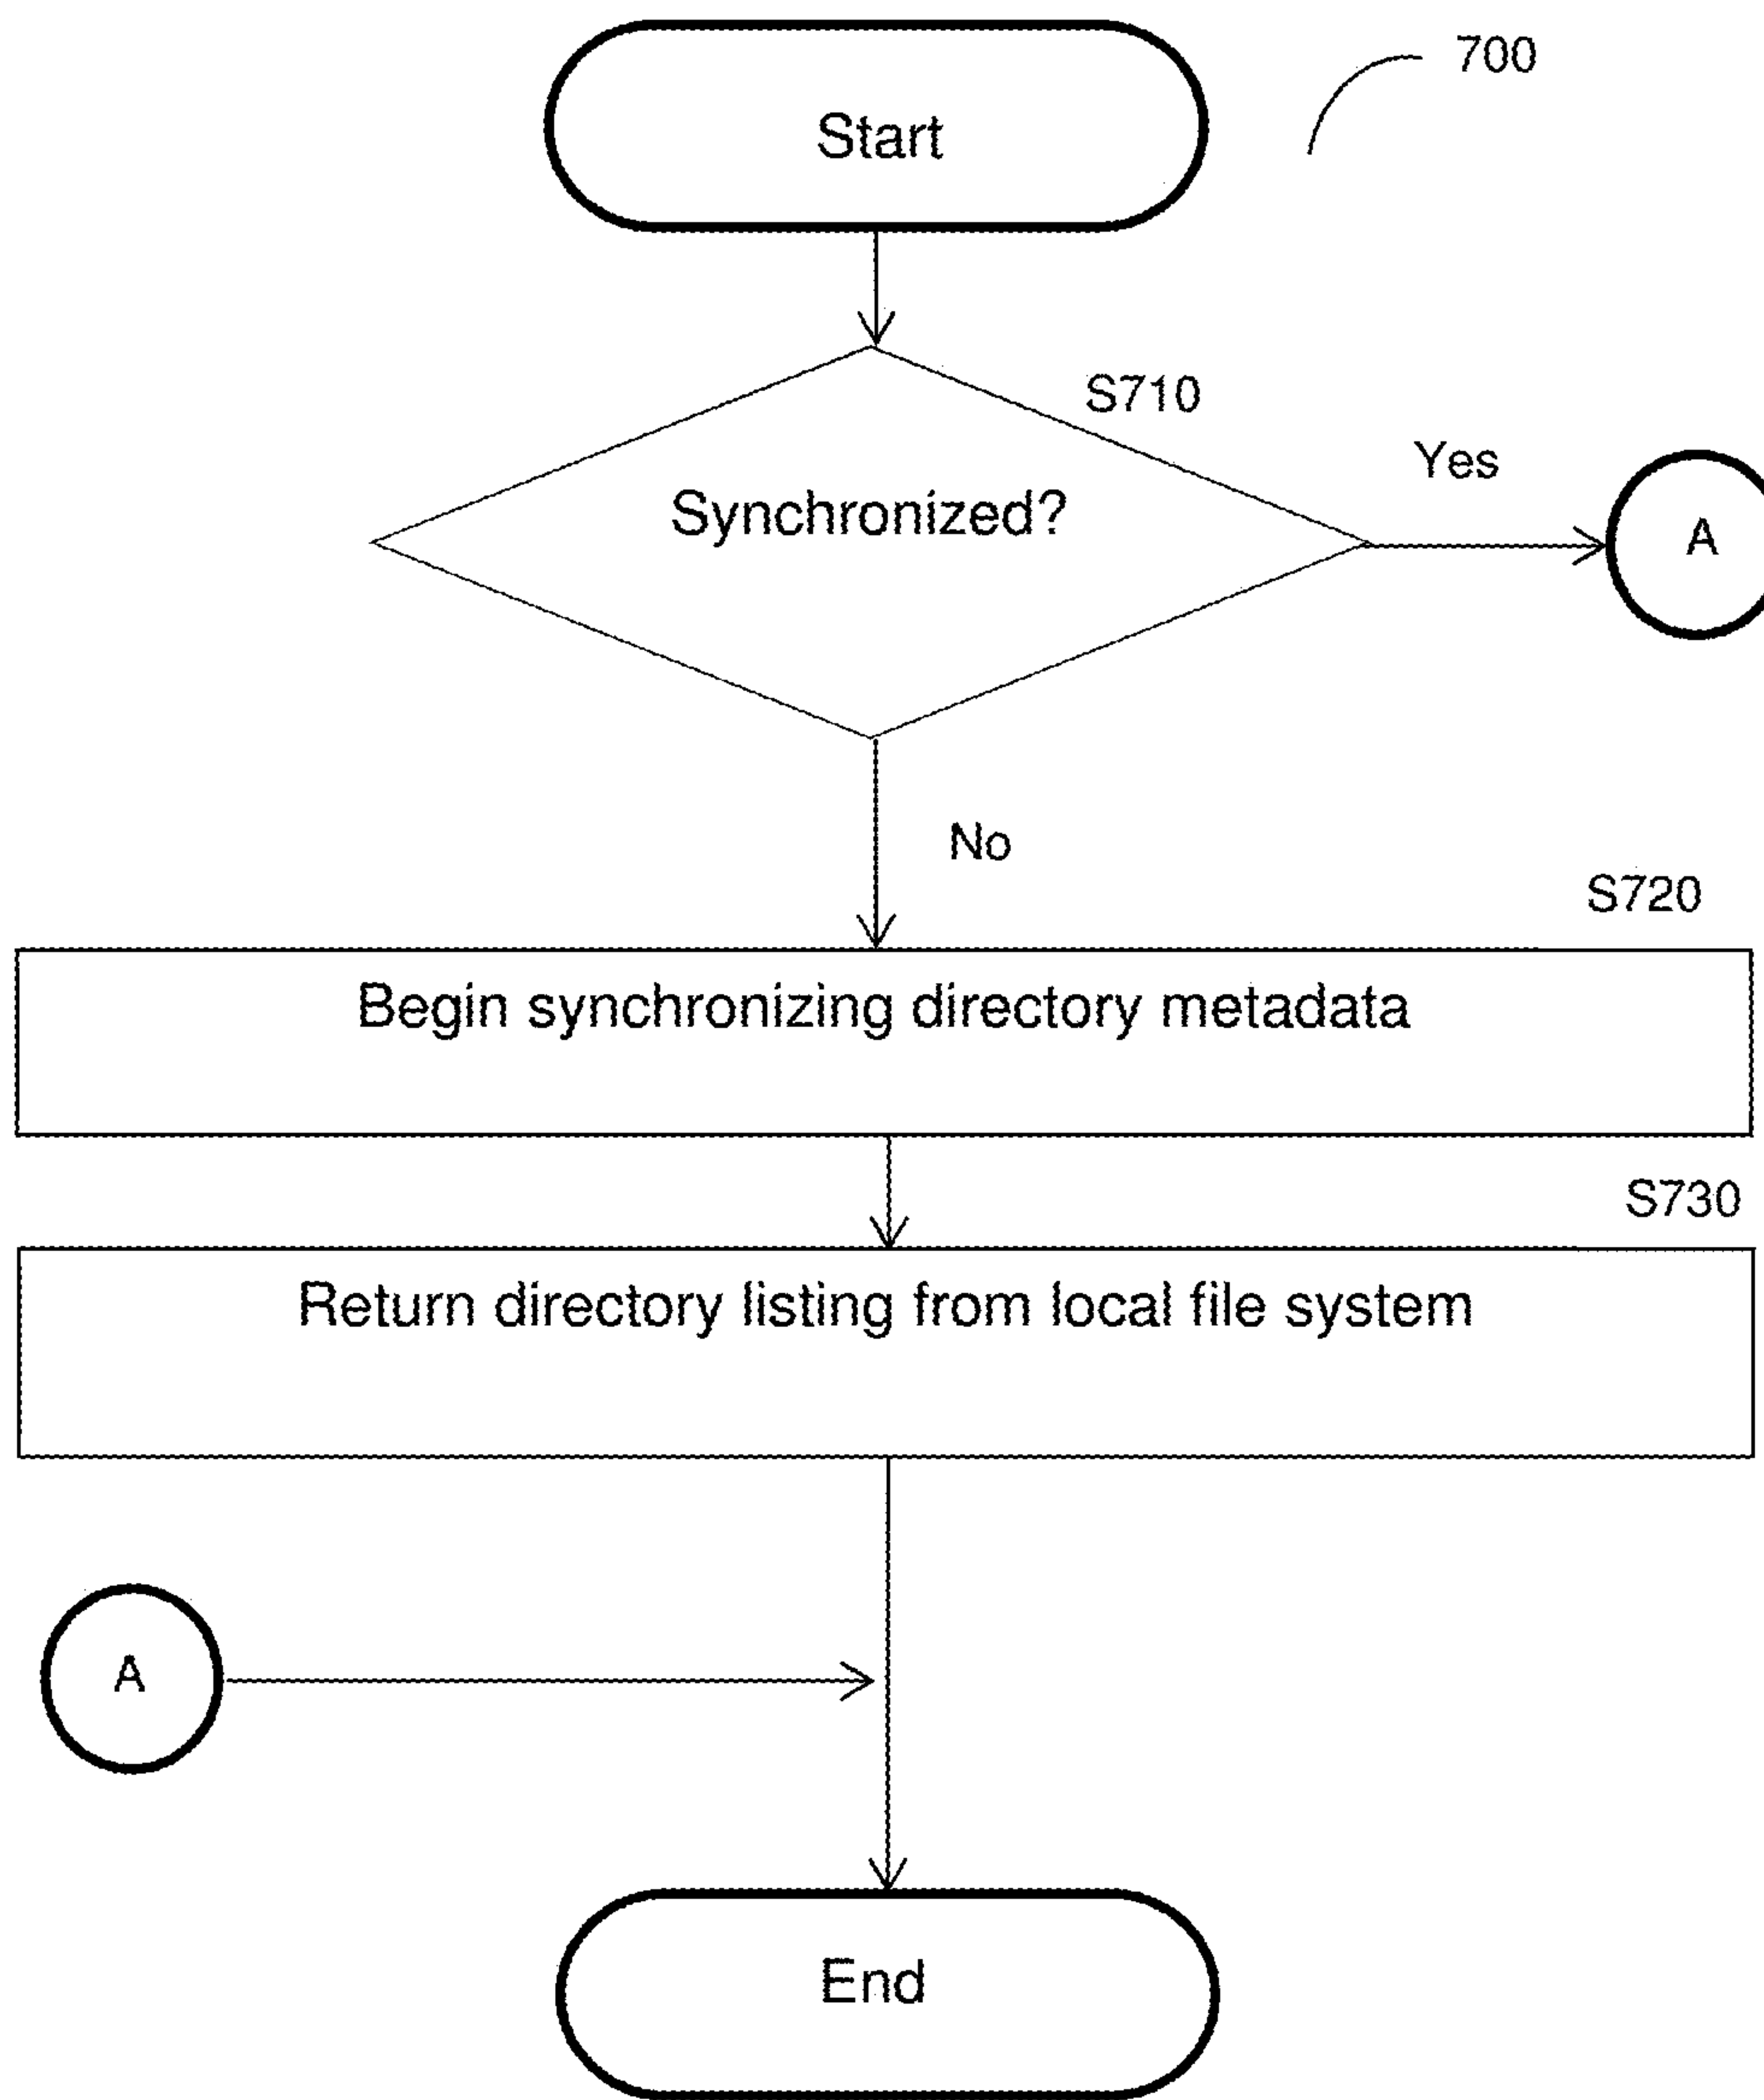 700
Start
S710
Yes
Synchronized?
A
No
S720
Begin synchronizing directory metadata
S730
Return directory listing from local file system
A
End